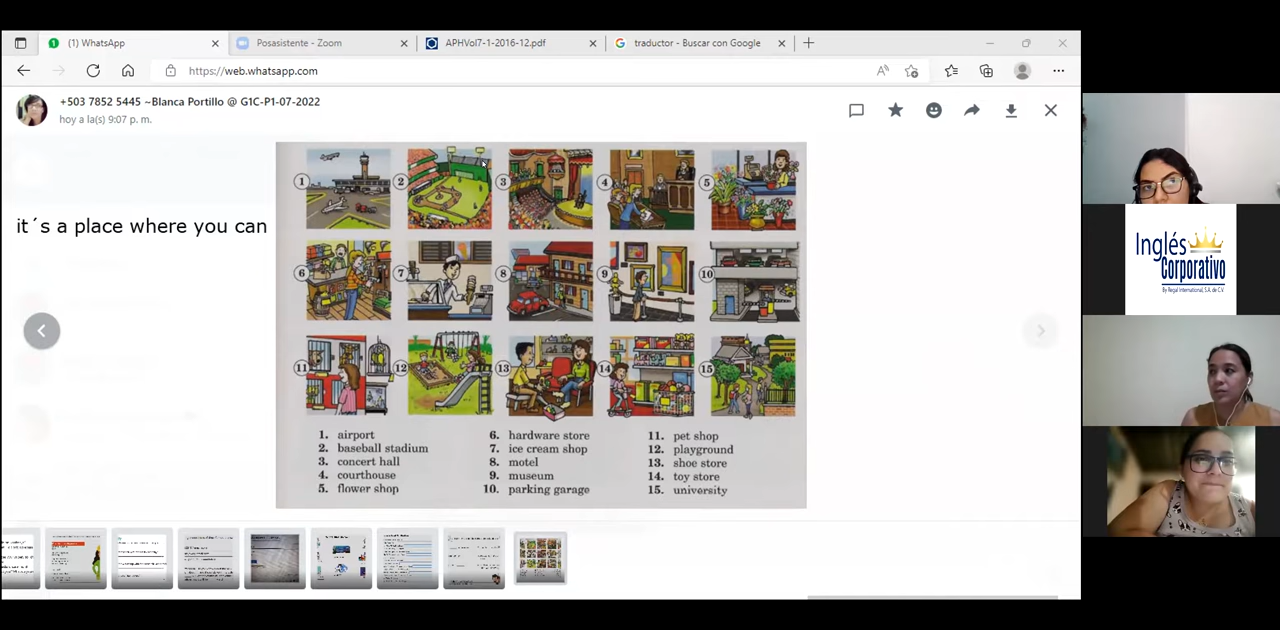 (1) WhatsApp
Posasistente - Zoom
APHVol7-1-2016-12.pdf
traductor - Buscar con Google
https://web.whatsapp.com
+503 7852 5445 ~Blanca Portillo @ G1C-P1-07-2022
hoy a la(s) 9:07 p. m.
it´s a place where you can
1
2
3
4
5
6
7
8
9
10
11
12
13
14
15
1. airport
2. baseball stadium
3. concert hall
4. courthouse
5. flower shop
6. hardware store
7. ice cream shop
8. motel
9. museum
10. parking garage
11. pet shop
12. playground
13. shoe store
14. toy store
15. university
Inglés
Corporativo
By Regal International, S.A. de C.V.